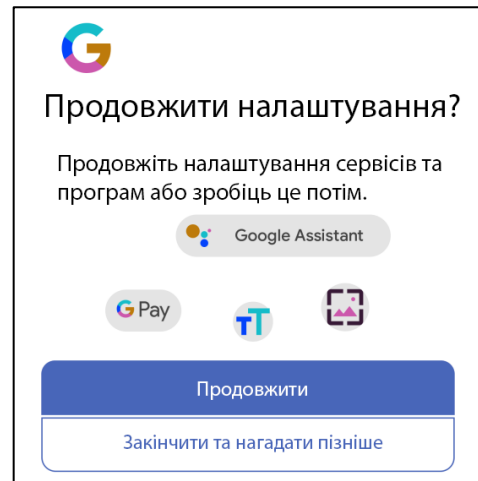 G
Продовжити налаштування?
Продовжіть налаштування сервісів та
програм або зробіць це потім.
Google Assistant
G Pay
TT
Продовжити
Закінчити та нагадати пізніше